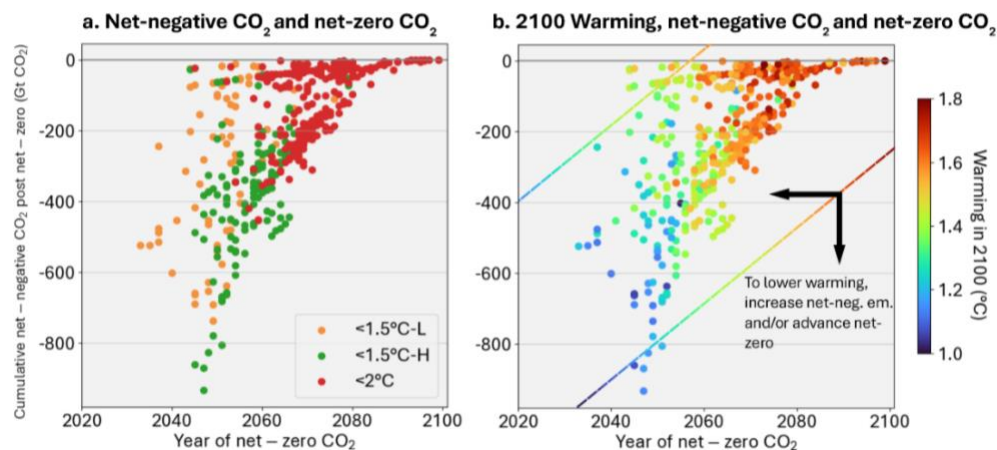 a. Net-negative CO₂ and net-zero CO₂
Cumulative net – negative CO₂ post net – zero (Gt CO₂)
0
-200
-400
-600
-800
<1.5°C-L
<1.5°C-H
<2°C
2020 2040 2060 2080 2100
Year of net – zero CO₂
b. 2100 Warming, net-negative CO₂ and net-zero CO₂
0
-200
-400
-600
-800
To lower warming,
increase net-neg. em.
and/or advance net-
zero
2020 2040 2060 2080 2100
Year of net – zero CO₂
1.8
1.6
1.4
1.2
1.0
Warming in 2100 (°C)